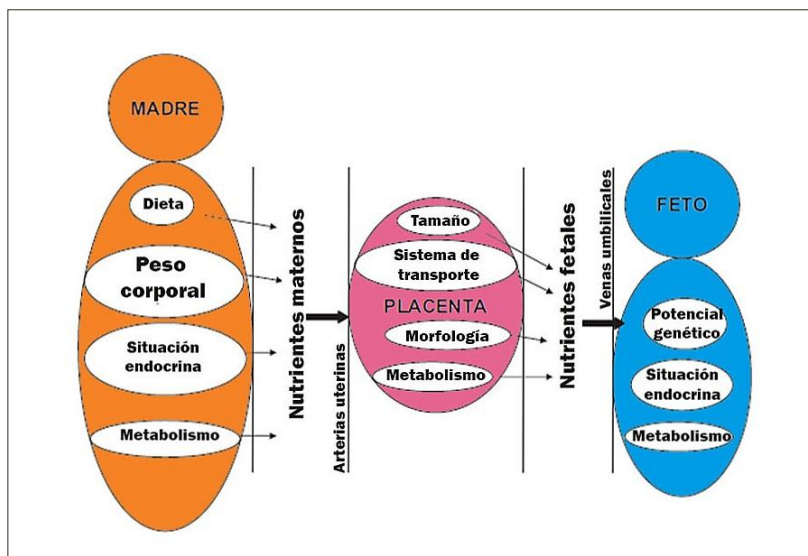 MADRE
Dieta
Peso
corporal
Situación
endocrina
Metabolismo
Nutrientes maternos
Arterias uterinas
Tamaño
Sistema de
transporte
PLACENTA
Morfología
Metabolismo
Nutrientes fetales
Venas umbilicales
FETO
Potencial
genético
Situación
endocrina
Metabolismo